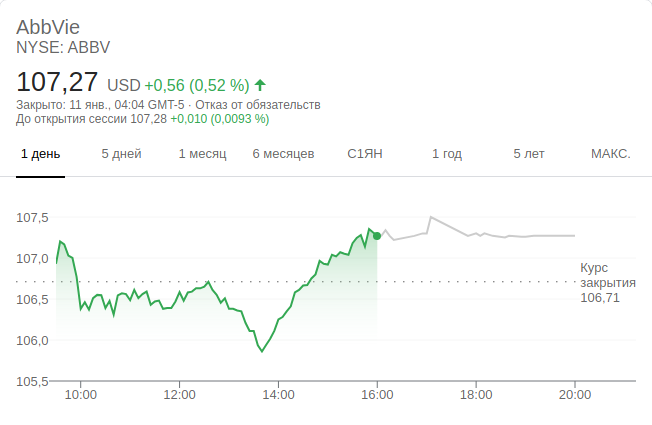 AbbVie
NYSE: ABBV
107,27 USD +0,56 (0,52 %)
Закрыто: 11 янв., 04:04 GMT-5 · Отказ от обязательств
До открытия сессии 107,28 +0,010 (0,0093 %)
1 день 5 дней 1 месяц 6 месяцев С1ЯН 1 год 5 лет МАКС.
107,5
107,0
Курс
закрытия
106,71
106,5
106,0
105,5
10:00 12:00 14:00 16:00 18:00 20:00